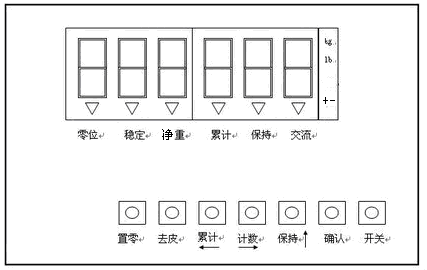 kg
lb
+-
零位 稳定 净重 累计 保持 交流
置零 去皮 累计 计数 保持 确认 开关